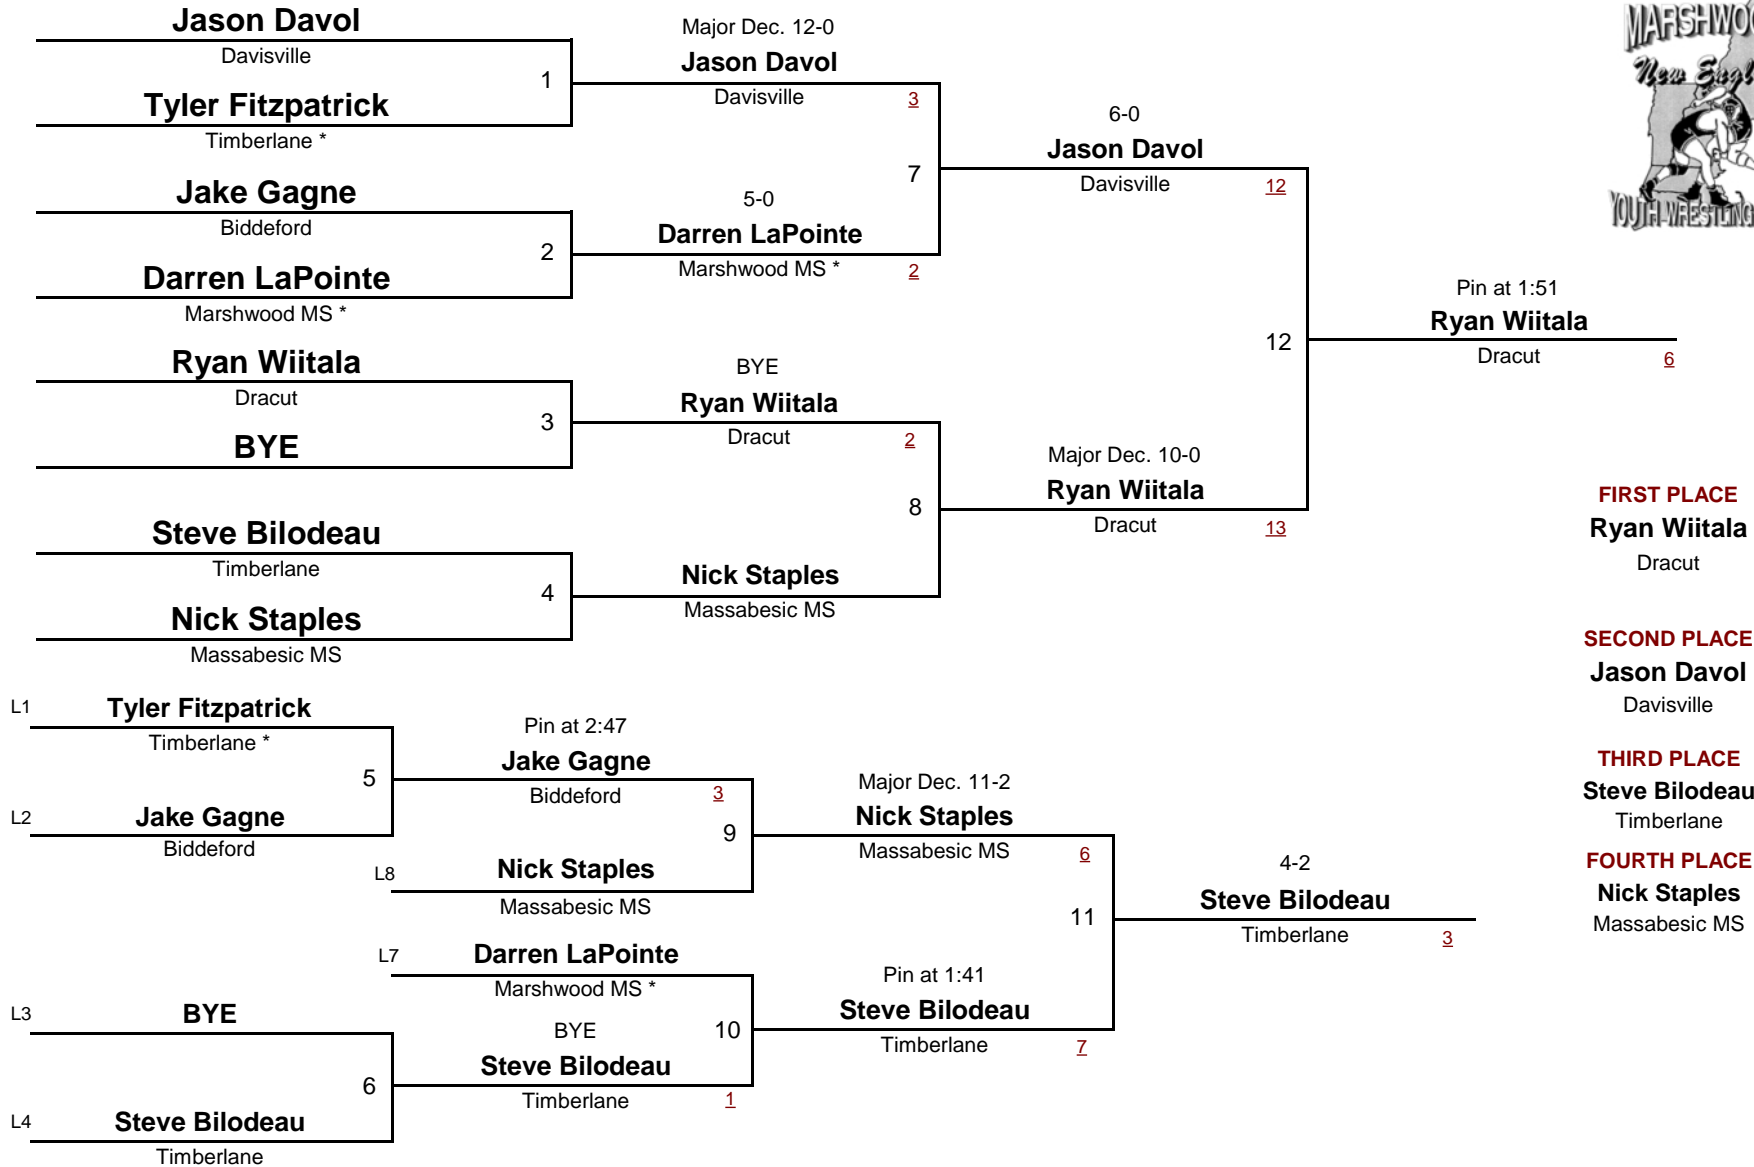 Jason Davol
Davisville
1
Tyler Fitzpatrick
Timberlane *
Jake Gagne
Biddeford
2
Darren LaPointe
Marshwood MS *
Ryan Wiitala
Dracut
3
BYE
Steve Bilodeau
Timberlane
4
Nick Staples
Massabesic MS
Major Dec. 12-0
Jason Davol
Davisville 3
7
5-0
Darren LaPointe
Marshwood MS * 2
BYE
Ryan Wiitala
Dracut 2
8
Nick Staples
Massabesic MS
6-0
Jason Davol
Davisville 12
12
Major Dec. 10-0
Ryan Wiitala
Dracut 13
Pin at 1:51
Ryan Wiitala
Dracut 6
New
YOUTH WRESTLING
FIRST PLACE
Ryan Wiitala
Dracut
SECOND PLACE
Jason Davol
Davisville
THIRD PLACE
Steve Bilodeau
Timberlane
FOURTH PLACE
Nick Staples
Massabesic MS
L1 Tyler Fitzpatrick
Timberlane *
5
L2 Jake Gagne
Biddeford
L3 BYE
6
L4 Steve Bilodeau
Timberlane
Pin at 2:47
Jake Gagne
Biddeford 3
9
L8 Nick Staples
Massabesic MS
L7 Darren LaPointe
Marshwood MS *
BYE 10
Steve Bilodeau
Timberlane 1
Major Dec. 11-2
Nick Staples
Massabesic MS 6
11
Pin at 1:41
Steve Bilodeau
Timberlane 7
4-2
Steve Bilodeau
Timberlane 3